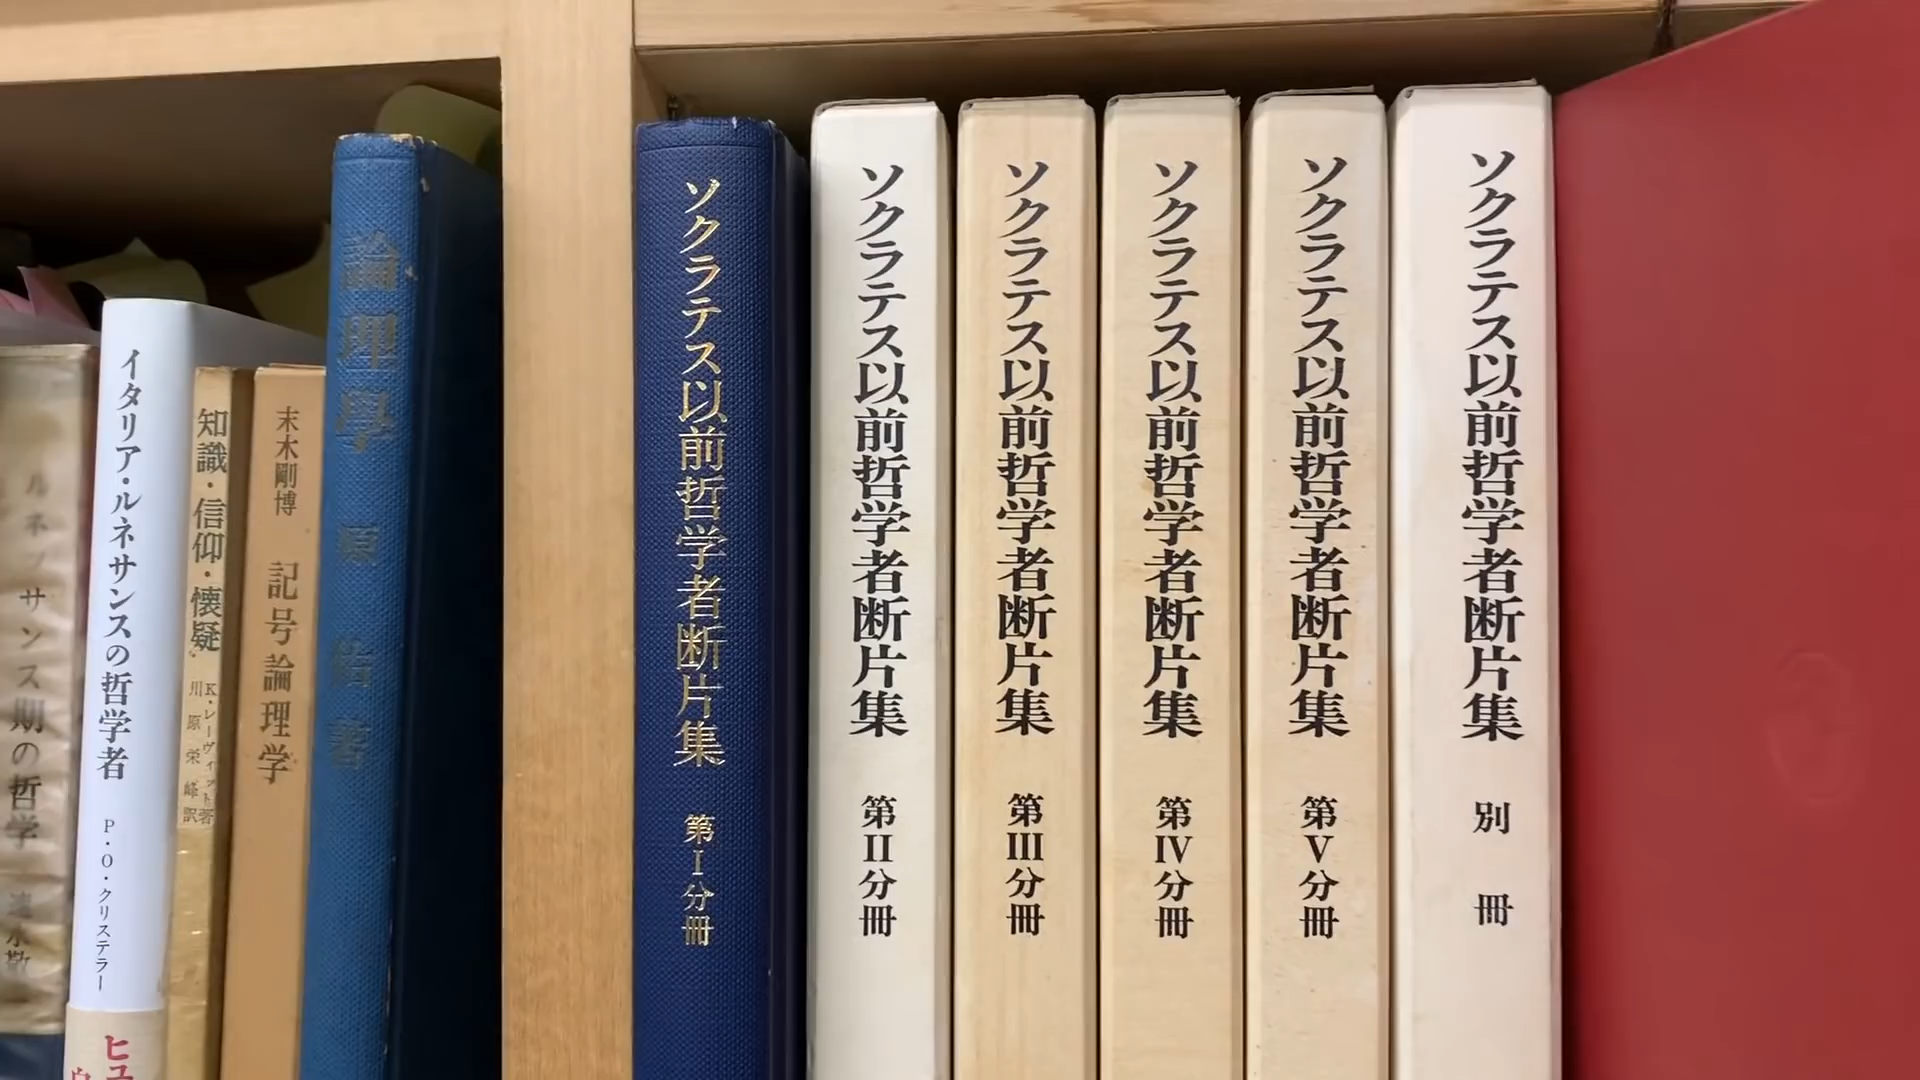 ルネッサンス期の哲学
イタリア・ルネサンスの哲学者
P・O・クリステラー
ヒュ
知識・信仰・懐疑
K・レーヴィット著
川原栄峰訳
末木剛博
記号論理学
論理學
原佑著
ソクラテス以前哲学者断片集
第I分冊
ソクラテス以前哲学者断片集
第II分冊
ソクラテス以前哲学者断片集
第III分冊
ソクラテス以前哲学者断片集
第IV分冊
ソクラテス以前哲学者断片集
第V分冊
ソクラテス以前哲学者断片集
別冊